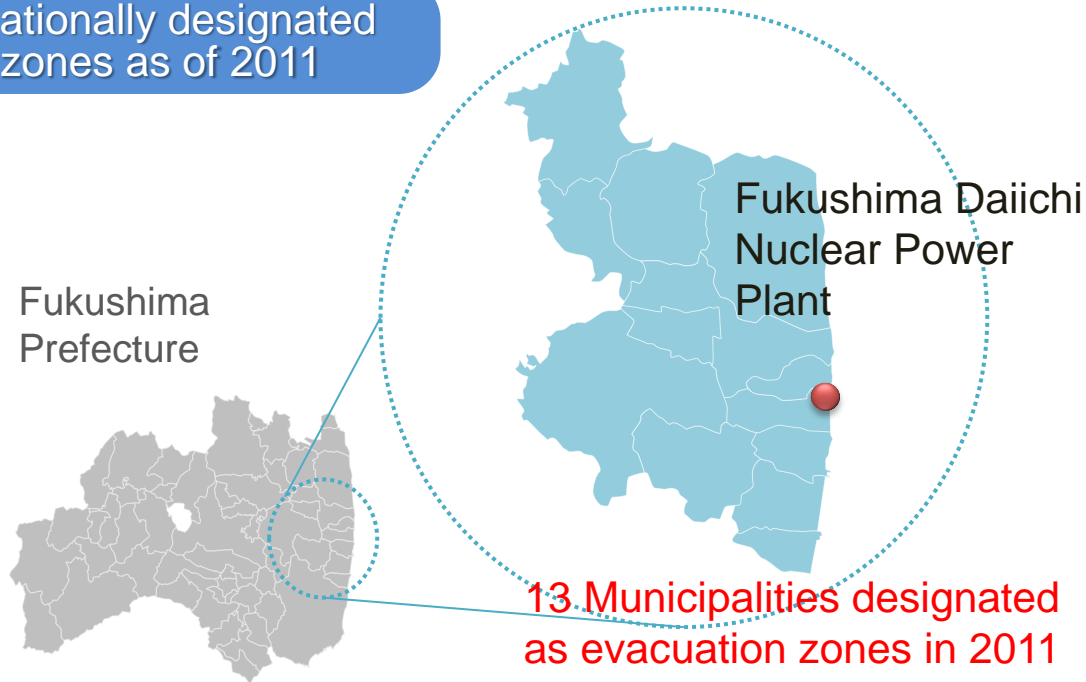 ationally designated
zones as of 2011
Fukushima Daiichi
Nuclear Power
Plant
Fukushima
Prefecture
13 Municipalities designated
as evacuation zones in 2011